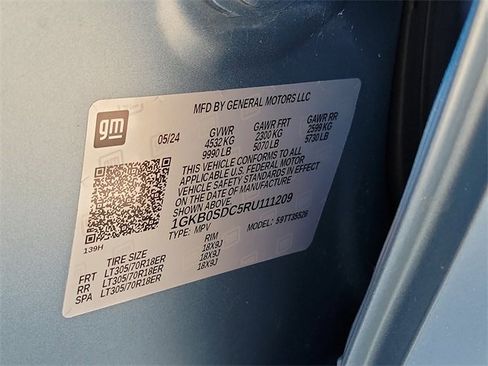 gm
MFD BY GENERAL MOTORS LLC
05/24 GVWR GAWR FRT GAWR RR
4532 KG 2300 KG 2599 KG
9990 LB 5070 LB 5730 LB
THIS VEHICLE CONFORMS TO ALL
APPLICABLE U.S. FEDERAL MOTOR
VEHICLE SAFETY STANDARDS IN EFFECT
ON THE DATE OF MANUFACTURE
SHOWN ABOVE.
1GKB0SDC5RU111209
TYPE: MPV MODEL: 59TT35526
139H
TIRE SIZE RIM
FRT LT305/70R18ER 18X9J
RR LT305/70R18ER 18X9J
SPA LT305/70R18ER 18X9J